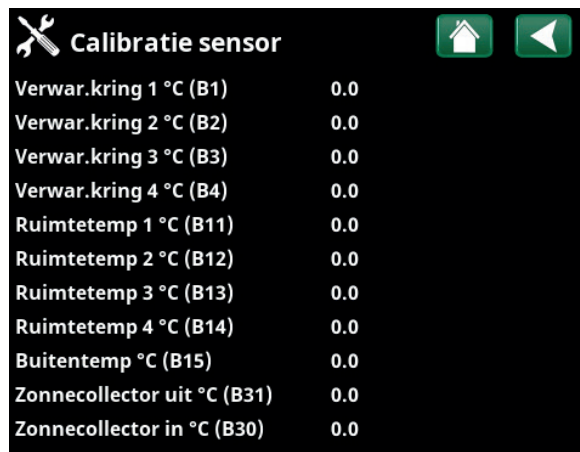 Calibratie sensor
Verwar.kring 1 °C (B1) 0.0
Verwar.kring 2 °C (B2) 0.0
Verwar.kring 3 °C (B3) 0.0
Verwar.kring 4 °C (B4) 0.0
Ruimtetemp 1 °C (B11) 0.0
Ruimtetemp 2 °C (B12) 0.0
Ruimtetemp 3 °C (B13) 0.0
Ruimtetemp 4 °C (B14) 0.0
Buitentemp °C (B15) 0.0
Zonnecollector uit °C (B31) 0.0
Zonnecollector in °C (B30) 0.0